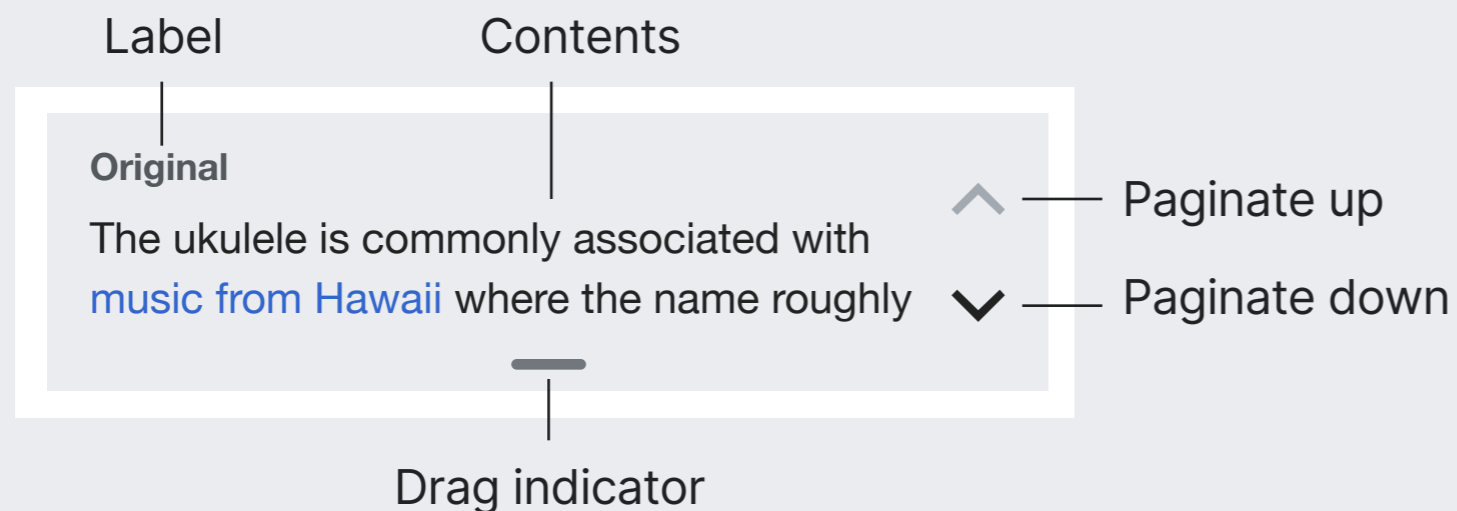 Label
Contents
Original
The ukulele is commonly associated with
music from Hawaii where the name roughly
Paginate up
Paginate down
Drag indicator